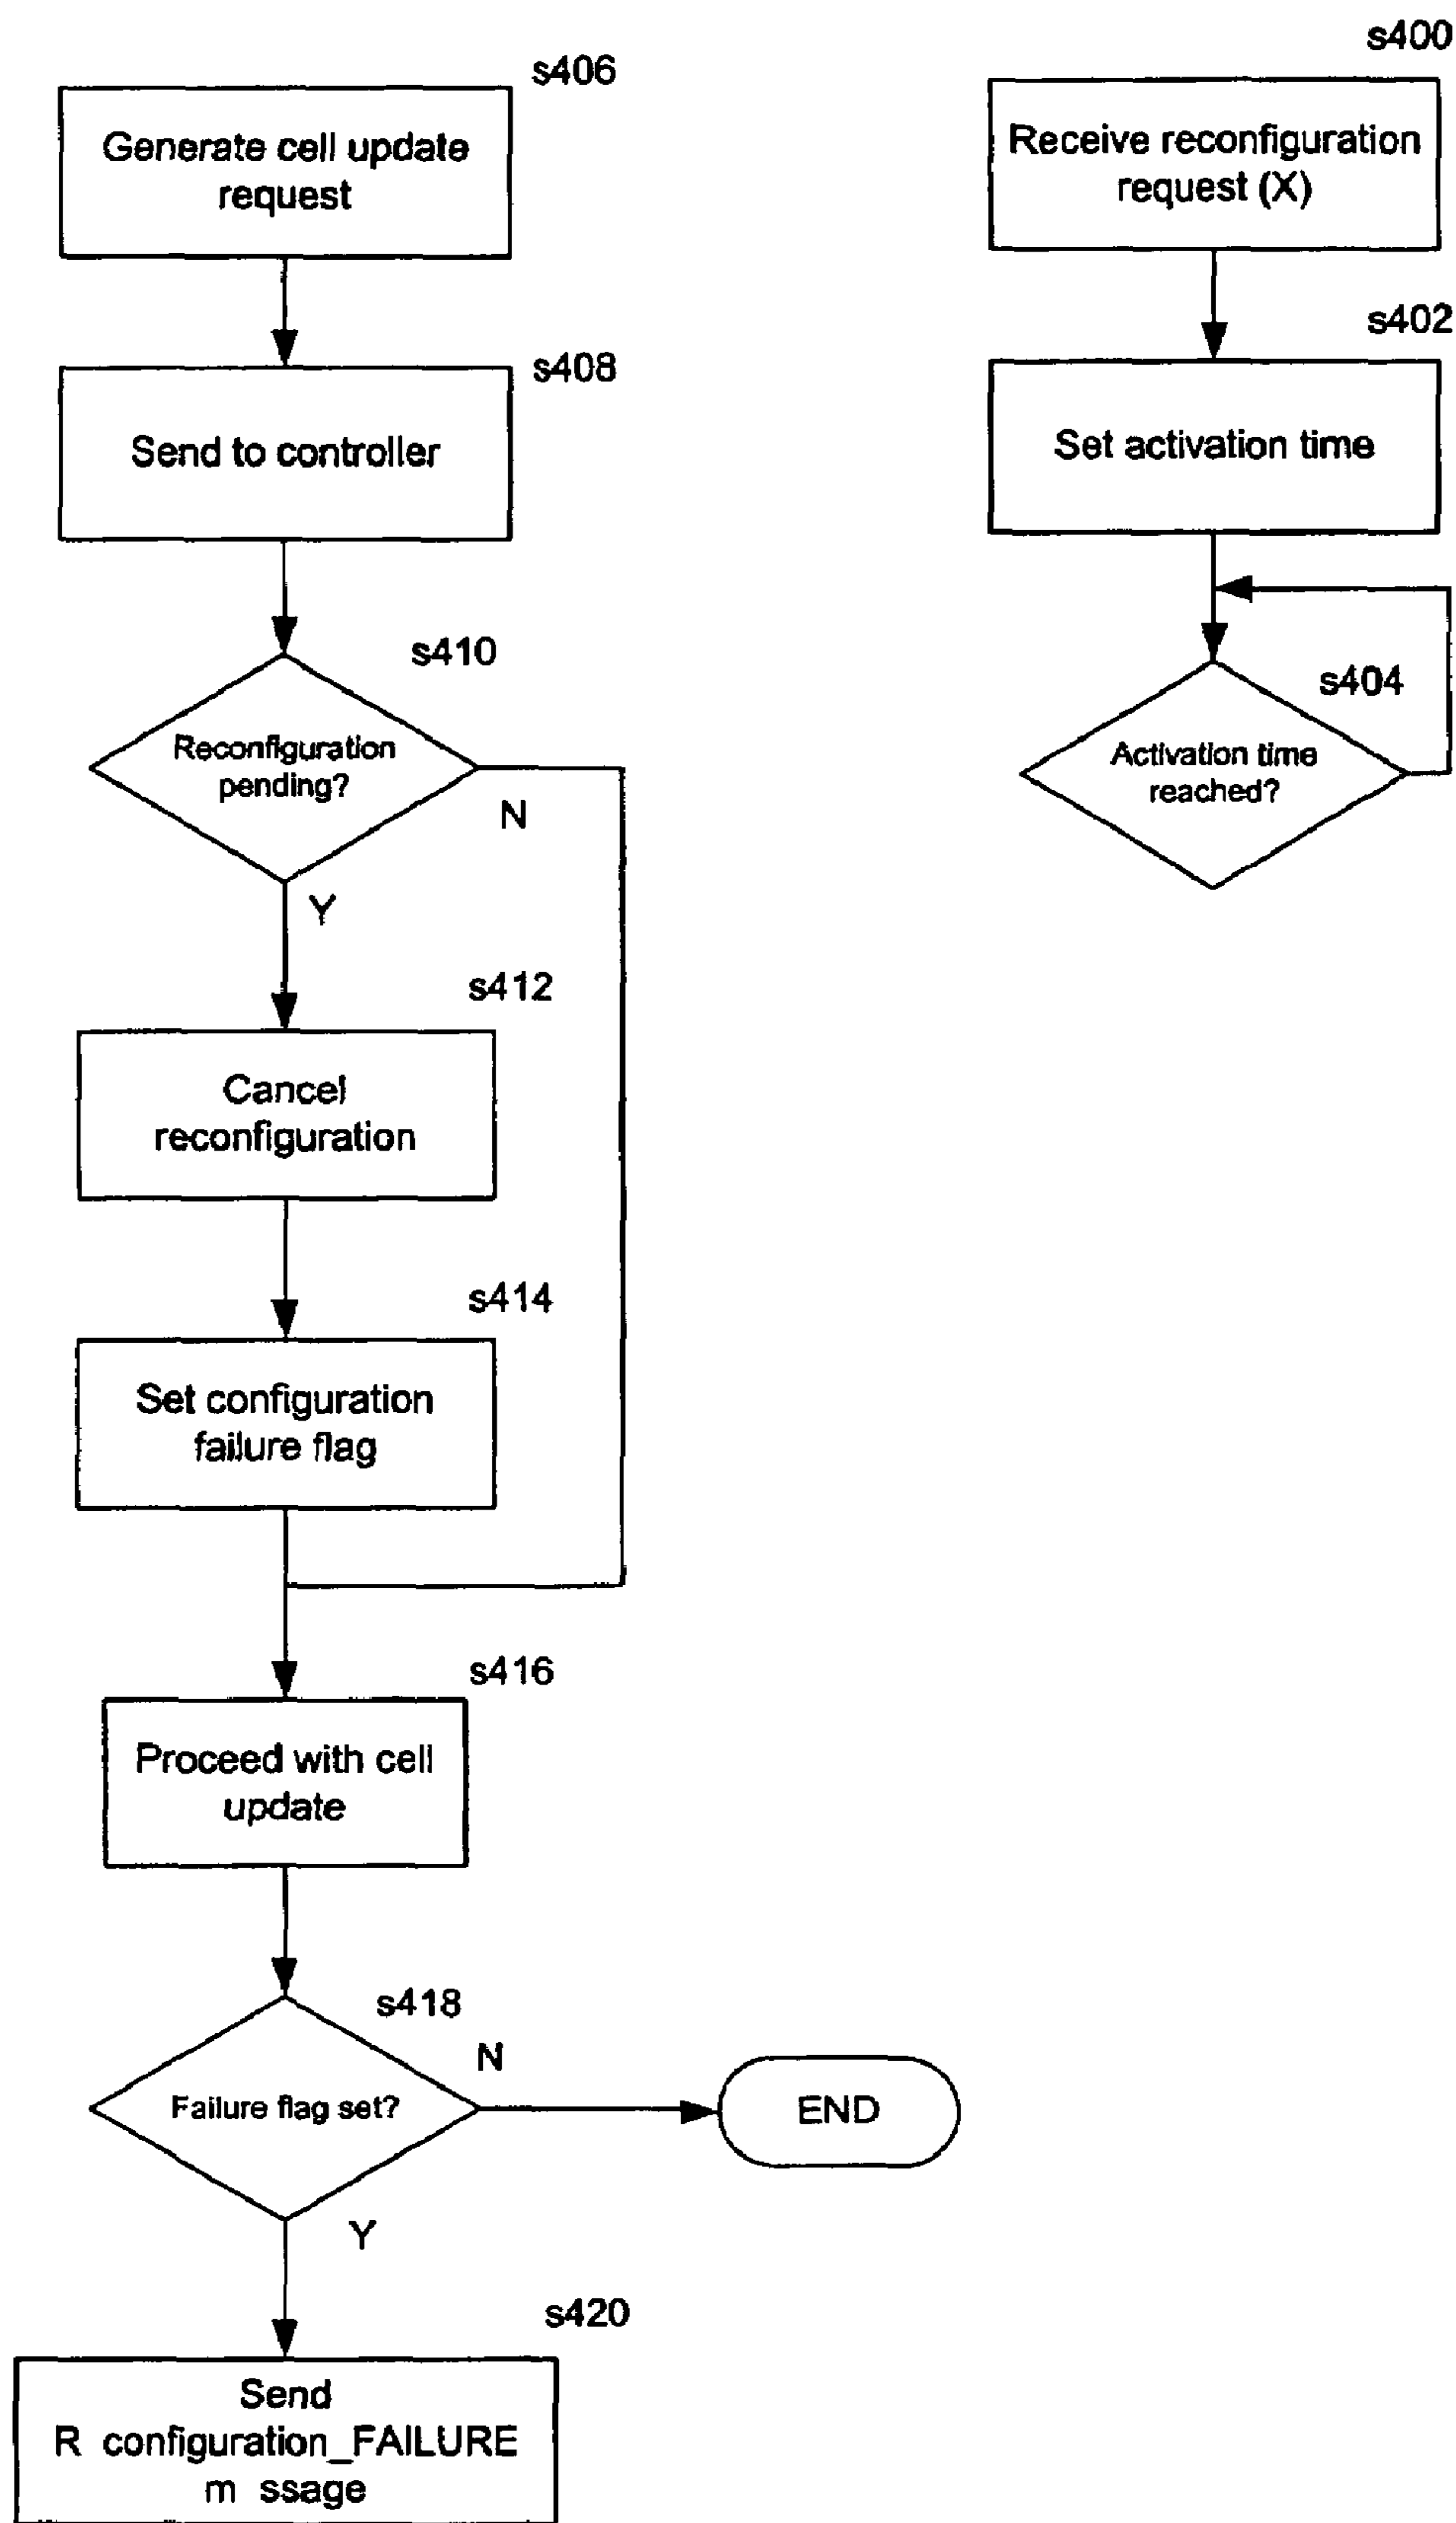 s406
Generate cell update
request
s408
Send to controller
s410
Reconfiguration
pending?
N
Y
s412
Cancel
reconfiguration
s414
Set configuration
failure flag
s416
Proceed with cell
update
s418
Failure flag set?
N
END
Y
s420
Send
R configuration_FAILURE
m ssage
s400
Receive reconfiguration
request (X)
s402
Set activation time
s404
Activation time
reached?